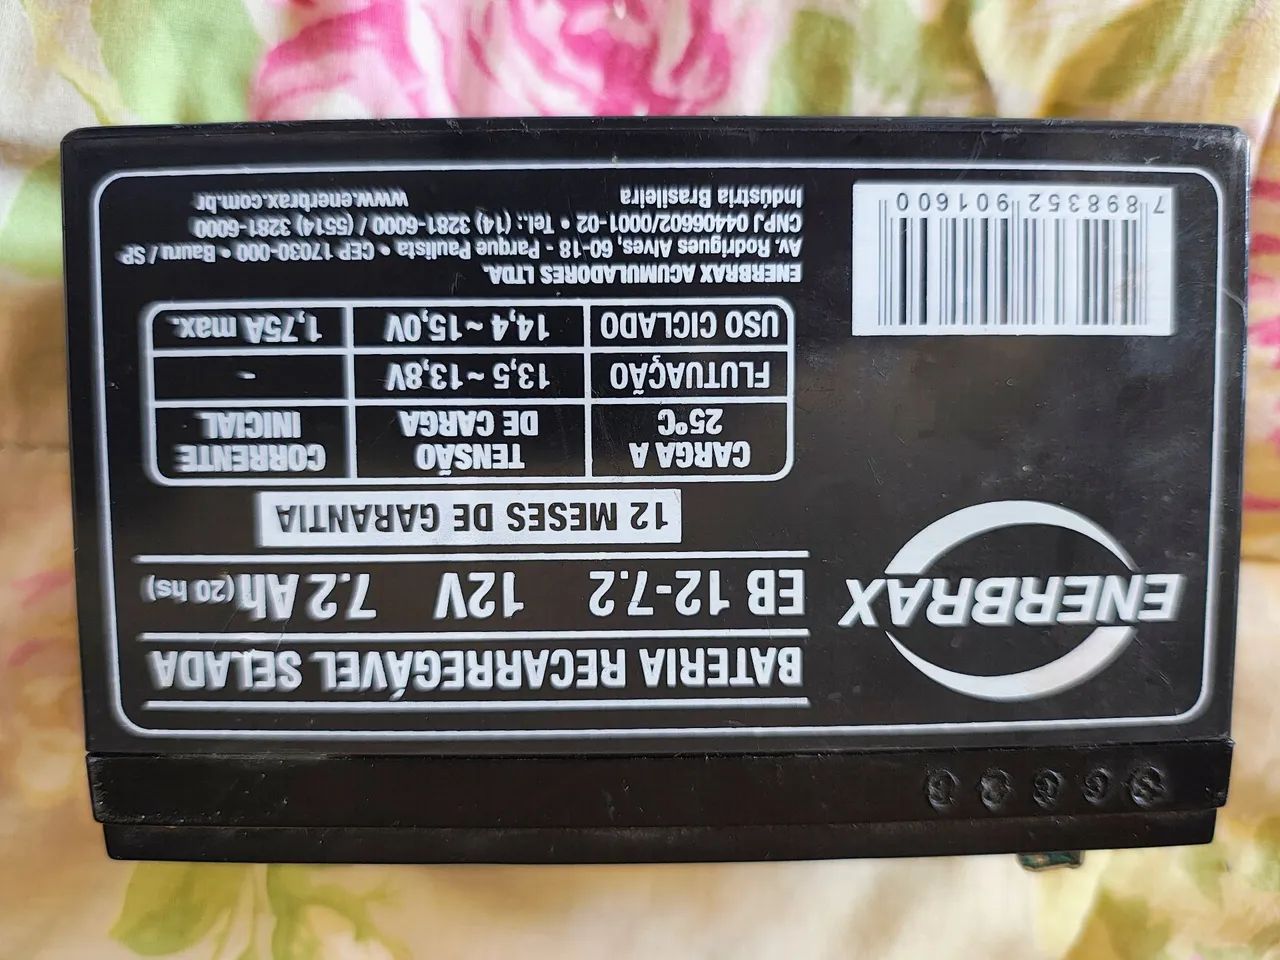 ENERBRAX
BATERIA RECARREGÁVEL SELADA
EB 12-7.2 12V 7.2 Ah (20 hs)
12 MESES DE GARANTIA
CARGA A 25ºC TENSÃO DE CARGA CORRENTE INICIAL
FLUTUAÇÃO 13,5 ~ 13,8V -
USO CICLADO 14,4 ~ 15,0V 1,75A max.
ENERBRAX ACUMULADORES LTDA.
Av. Rodrigues Alves, 60-18 - Parque Paulista • CEP 17030-000 • Bauru / SP
CNPJ 04406602/0001-02 • Tel.: (14) 3281-6000 / (5514) 3281-6000
Indústria Brasileira www.enerbrax.com.br
7 898352 901600